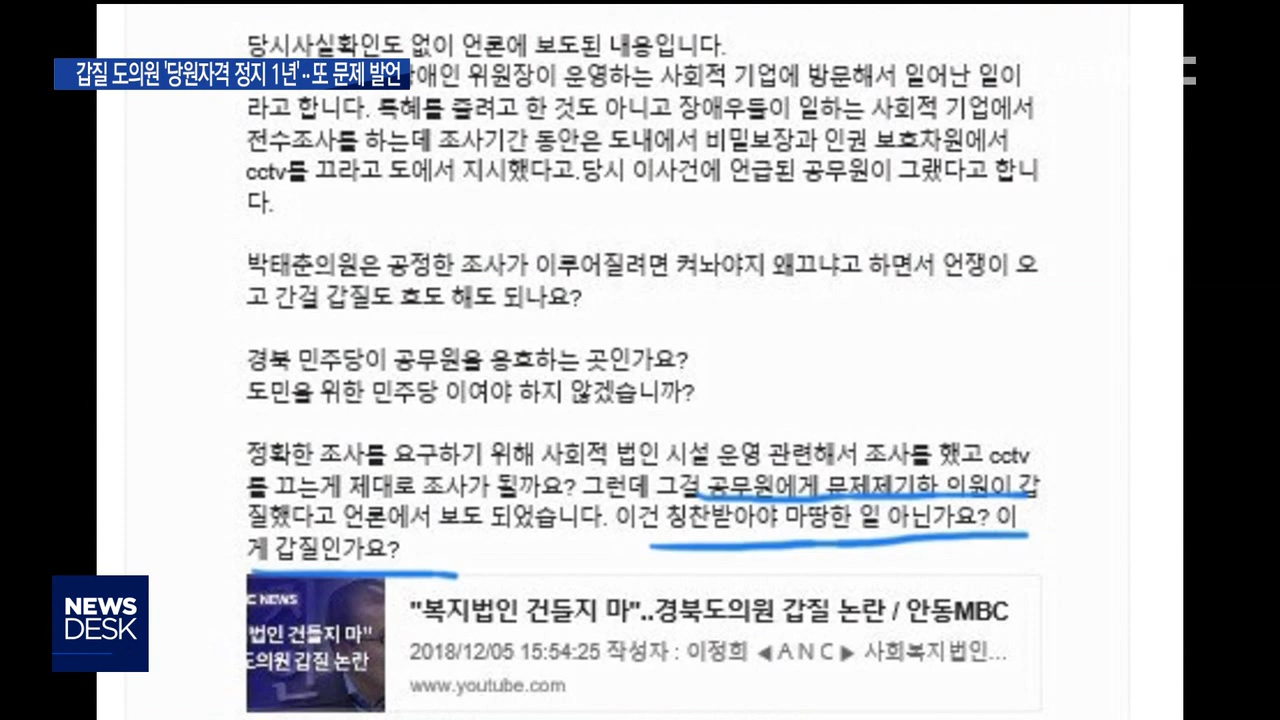 당시사실확인도 없이 언론에 보도된 내용입니다.
갑질 도의원 '당원자격 정지 1년'··또 문제 발언
장애인 위원장이 운영하는 사회적 기업에 방문해서 일어난 일이
라고 합니다. 특혜를 줄려고 한 것도 아니고 장애우들이 일하는 사회적 기업에서
전수조사를 하는데 조사기간 동안은 도내에서 비밀보장과 인권 보호차원에서
cctv를 끄라고 도에서 지시했다고.당시 이사건에 언급된 공무원이 그랬다고 합니
다.
박태춘의원은 공정한 조사가 이루어질려면 켜놔야지 왜끄냐고 하면서 언쟁이 오
고 간걸 갑질도 효도 해도 되나요?
경북 민주당이 공무원을 옹호하는 곳인가요?
도민을 위한 민주당 이여야 하지 않겠습니까?
정확한 조사를 요구하기 위해 사회적 법인 시설 운영 관련해서 조사를 했고 cctv
를 끄는게 제대로 조사가 될까요? 그런데 그걸 공무원에게 문제제기한 의원이 갑
질했다고 언론에서 보도 되었습니다. 이건 칭찬받아야 마땅한 일 아닌가요? 이
게 갑질인가요?
C NEWS
법인 건들지 마"
도의원 갑질 논란
"복지법인 건들지 마"..경북도의원 갑질 논란 / 안동MBC
2018/12/05 15:54:25 작성자 : 이정희 ◀ＡＮＣ▶ 사회복지법인...
www.youtube.com
NEWS
DESK